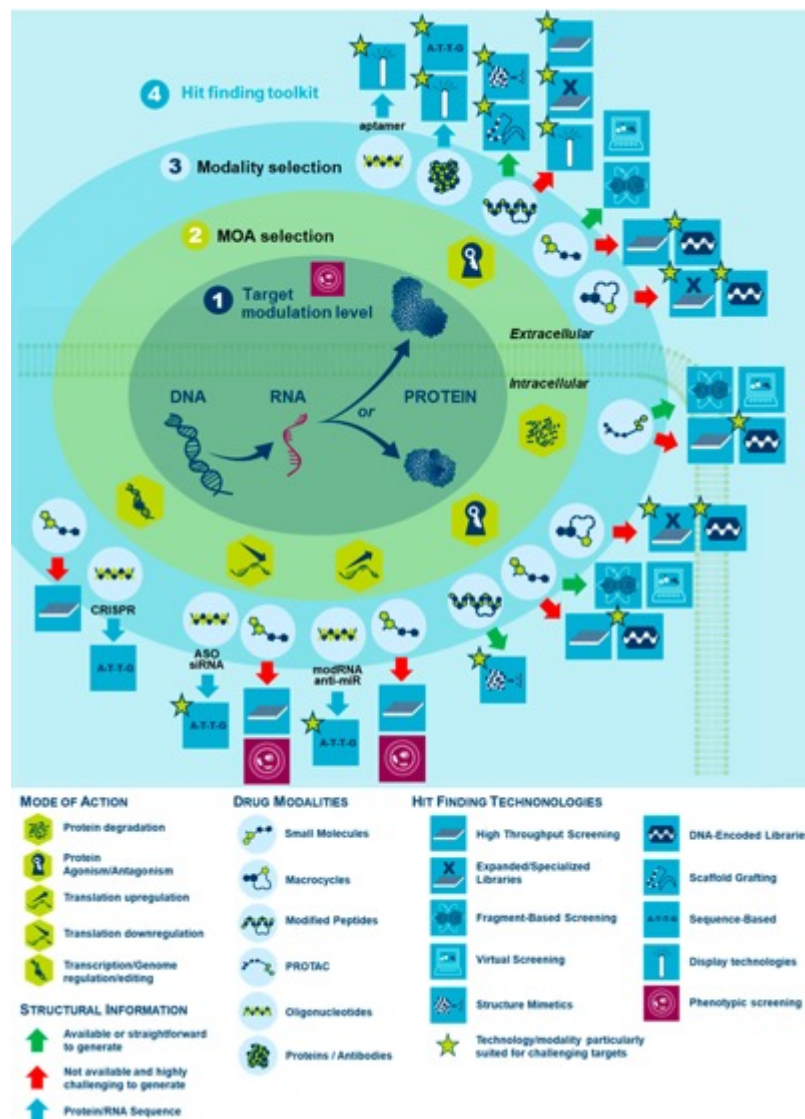 4 Hit finding toolkit
A-T-T-G
aptamer
3 Modality selection
2 MOA selection
1 Target
modulation level
Extracellular
Intracellular
DNA
RNA
PROTEIN
or
CRISPR
A-T-T-G
ASO
siRNA
A-T-T-G
modRNA
anti-miR
A-T-T-G
MODE OF ACTION
Protein degradation
Protein
Agonism/Antagonism
Translation upregulation
Translation downregulation
Transcription/Genome
regulation/editing
STRUCTURAL INFORMATION
Available or straightforward
to generate
Not available and highly
challenging to generate
Protein/RNA Sequence
DRUG MODALITIES
Small Molecules
Macrocycles
Modified Peptides
PROTAC
Oligonucleotides
Proteins / Antibodies
HIT FINDING TECHNONOLOGIES
High Throughput Screening
X Expanded/Specialized
Libraries
Fragment-Based Screening
Virtual Screening
Structure Mimetics
Technology/modality particularly
suited for challenging targets
DNA-Encoded Libraries
Scaffold Grafting
A-T-T-G Sequence-Based
Display technologies
Phenotypic screening